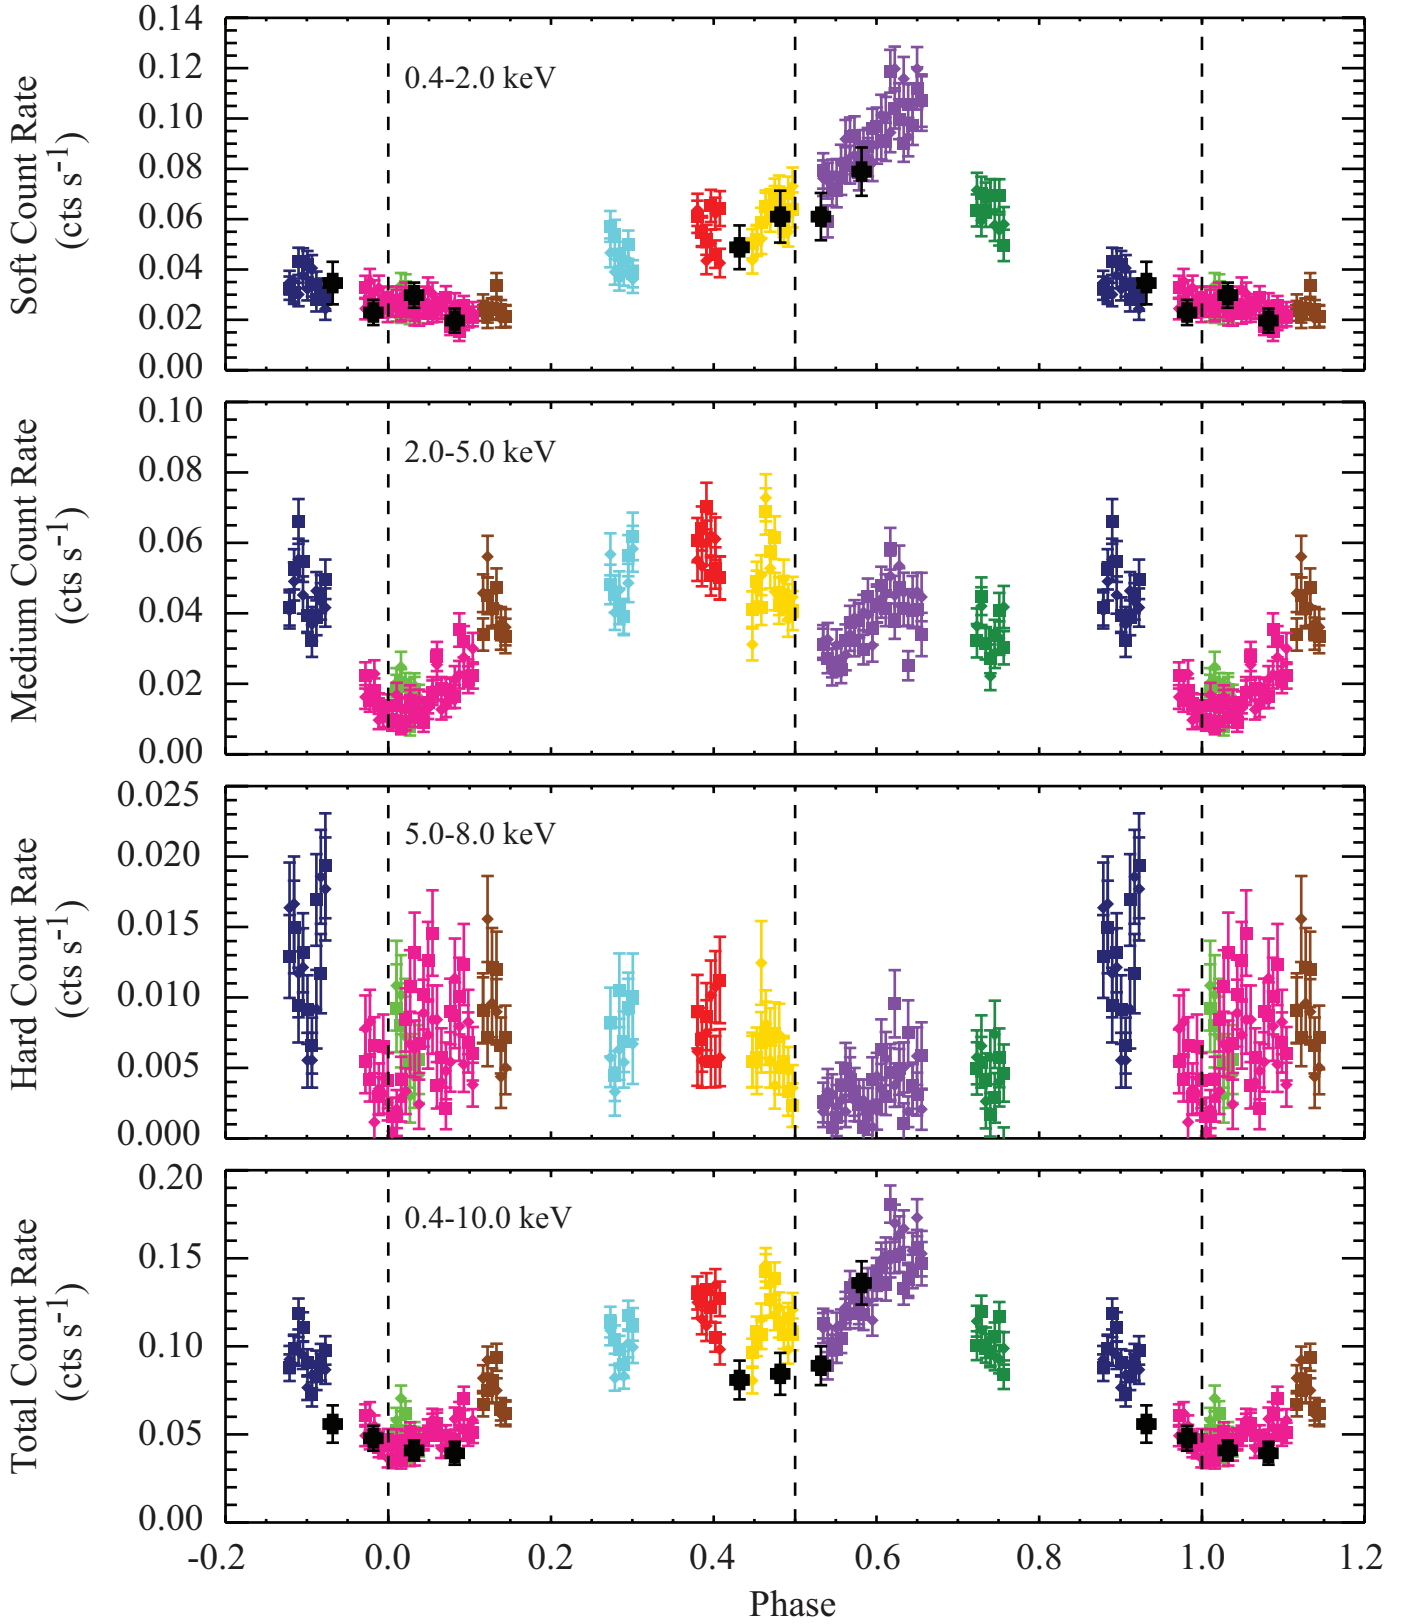 Soft Count Rate
(cts s⁻¹)
0.14
0.12
0.10
0.08
0.06
0.04
0.02
0.00
0.4-2.0 keV
Medium Count Rate
(cts s⁻¹)
0.10
0.08
0.06
0.04
0.02
0.00
2.0-5.0 keV
Hard Count Rate
(cts s⁻¹)
0.025
0.020
0.015
0.010
0.005
0.000
5.0-8.0 keV
Total Count Rate
(cts s⁻¹)
0.20
0.15
0.10
0.05
0.00
0.4-10.0 keV
-0.2 0.0 0.2 0.4 0.6 0.8 1.0 1.2
Phase